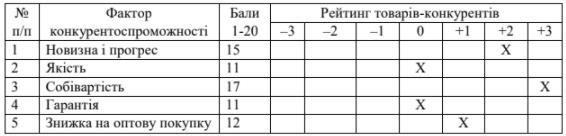 № п/п Фактор конкурентоспроможності Бали 1-20 Рейтинг товарів-конкурентів
–3 –2 –1 0 +1 +2 +3
1 Новизна і прогрес 15 X
2 Якість 11 X
3 Собівартість 17 X
4 Гарантія 11 X
5 Знижка на оптову покупку 12 X